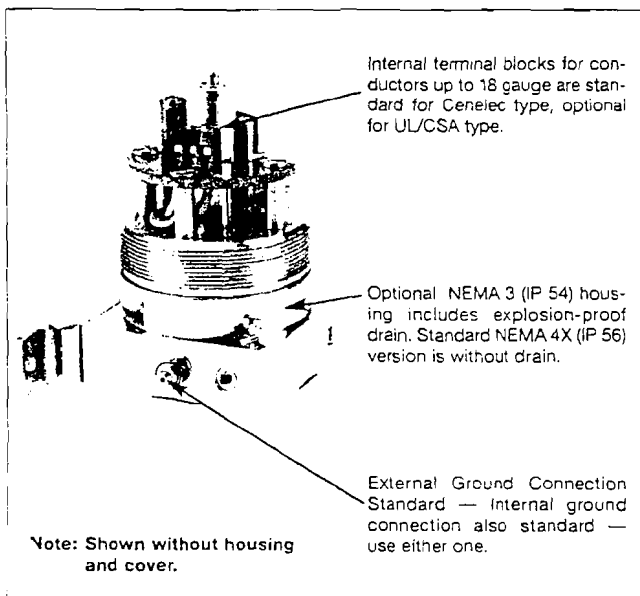 Internal terminal blocks for con-
ductors up to 18 gauge are stan-
dard for Cenelec type, optional
for UL/CSA type.
Optional NEMA 3 (IP 54) hous-
ing includes explosion-proof
drain. Standard NEMA 4X (IP 56)
version is without drain.
External Ground Connection
Standard — Internal ground
connection also standard —
use either one.
Note: Shown without housing
and cover.